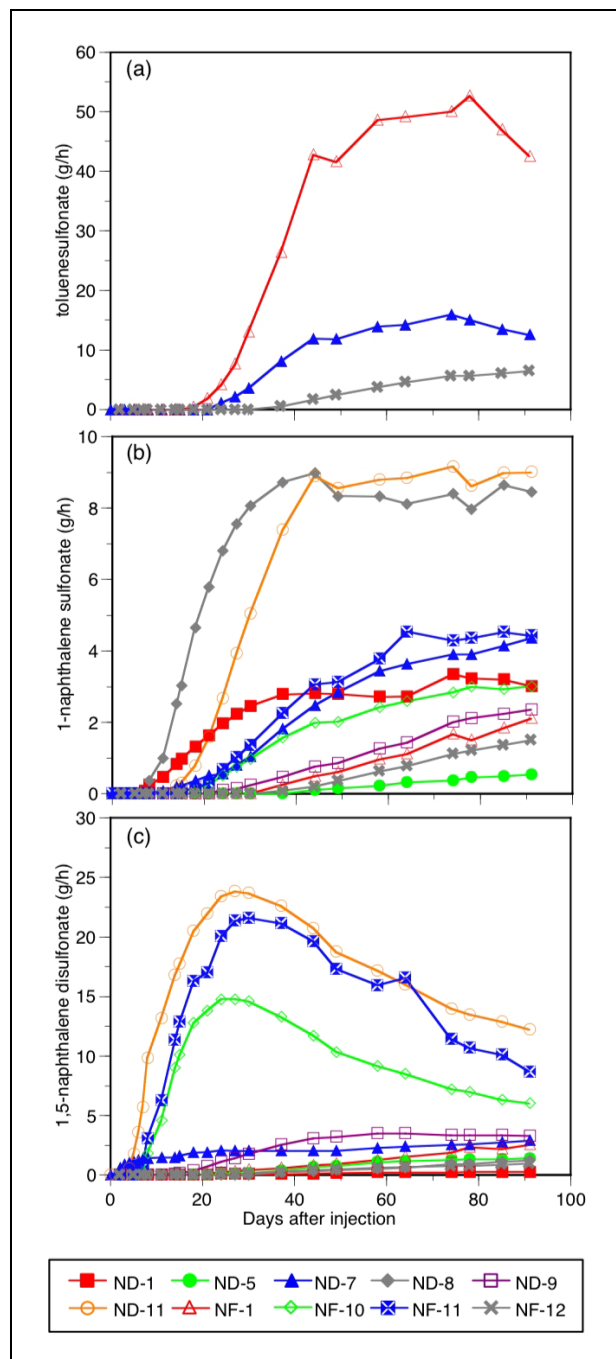 (a)
toluenesulfonate (g/h)
60
50
40
30
20
10
0
(b)
1-naphthalene sulfonate (g/h)
10
8
6
4
2
0
(c)
1,5-naphthalene disulfonate (g/h)
30
25
20
15
10
5
0
0 20 40 60 80 100
Days after injection
ND-1 ND-5 ND-7 ND-8 ND-9
ND-11 NF-1 NF-10 NF-11 NF-12